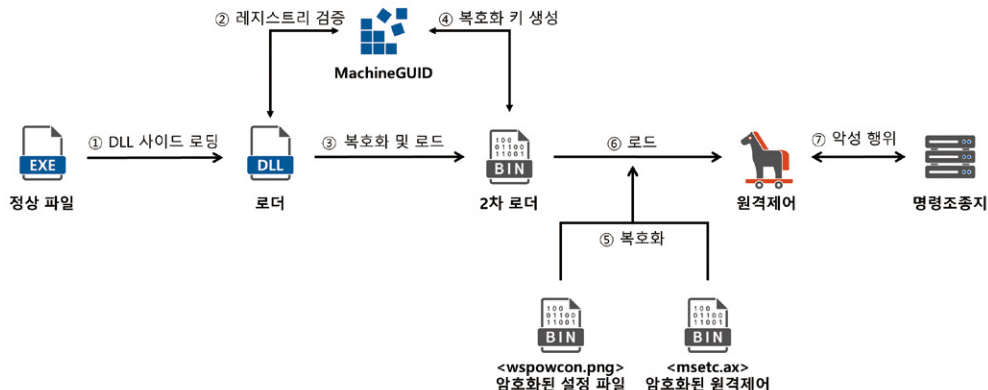 ② 레지스트리 검증
④ 복호화 키 생성
MachineGUID
① DLL 사이드 로딩
③ 복호화 및 로드
⑥ 로드
⑦ 악성 행위
EXE
DLL
100
01100
11001
BIN
정상 파일
로더
2차 로더
원격제어
명령조종지
⑤ 복호화
100
01100
11001
BIN
100
01100
11001
BIN
<wspowcon.png>
암호화된 설정 파일
<msetc.ax>
암호화된 원격제어